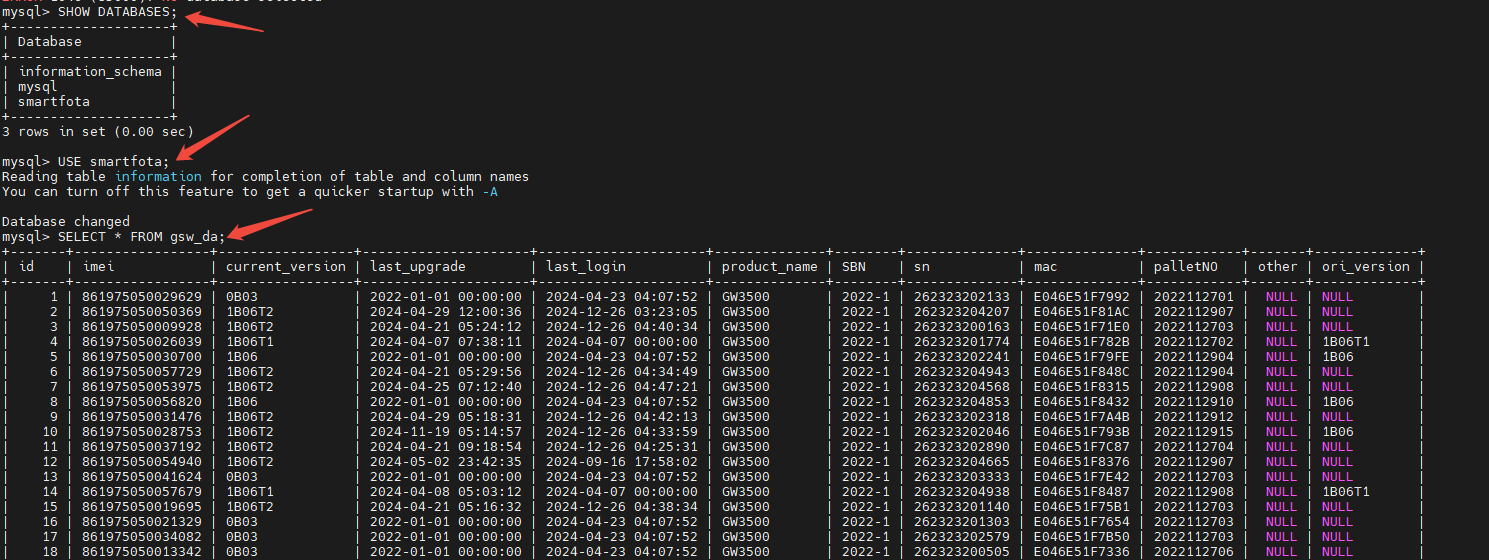 mysql> SHOW DATABASES;
+--------------------+
| Database           |
+--------------------+
| information_schema |
| mysql              |
| smartfota          |
+--------------------+
3 rows in set (0.00 sec)
mysql> USE smartfota;
Reading table information for completion of table and column names
You can turn off this feature to get a quicker startup with -A
Database changed
mysql> SELECT * FROM gsw_da;
+-------+-----------------+-----------------+---------------------+---------------------+--------------+--------+--------------+--------------+------------+-------+-------------+
| id    | imei            | current_version | last_upgrade        | last_login          | product_name | SBN    | sn           | mac          | palletNO   | other | ori_version |
+-------+-----------------+-----------------+---------------------+---------------------+--------------+--------+--------------+--------------+------------+-------+-------------+
|     1 | 861975050029629 | 0B03            | 2022-01-01 00:00:00 | 2024-04-23 04:07:52 | GW3500       | 2022-1 | 262323202133 | E046E51F7992 | 2022112701 | NULL | NULL        |
|     2 | 861975050050369 | 1B06T2          | 2024-04-29 12:00:36 | 2024-12-26 03:23:05 | GW3500       | 2022-1 | 262323204207 | E046E51F81AC | 2022112907 | NULL | NULL        |
|     3 | 861975050009928 | 1B06T2          | 2024-04-21 05:24:12 | 2024-12-26 04:40:34 | GW3500       | 2022-1 | 262323200163 | E046E51F71E0 | 2022112703 | NULL | NULL        |
|     4 | 861975050026039 | 1B06T1          | 2024-04-07 07:38:11 | 2024-04-07 00:00:00 | GW3500       | 2022-1 | 262323201774 | E046E51F782B | 2022112702 | NULL | 1B06T1      |
|     5 | 861975050030700 | 1B06            | 2022-01-01 00:00:00 | 2024-04-23 04:07:52 | GW3500       | 2022-1 | 262323202241 | E046E51F79FE | 2022112904 | NULL | 1B06        |
|     6 | 861975050057729 | 1B06T2          | 2024-04-21 05:29:56 | 2024-12-26 04:34:49 | GW3500       | 2022-1 | 262323204943 | E046E51F848C | 2022112904 | NULL | NULL        |
|     7 | 861975050053975 | 1B06T2          | 2024-04-25 07:12:40 | 2024-12-26 04:47:21 | GW3500       | 2022-1 | 262323204568 | E046E51F8315 | 2022112908 | NULL | NULL        |
|     8 | 861975050056820 | 1B06            | 2022-01-01 00:00:00 | 2024-04-23 04:07:52 | GW3500       | 2022-1 | 262323204853 | E046E51F8432 | 2022112910 | NULL | 1B06        |
|     9 | 861975050031476 | 1B06T2          | 2024-04-29 05:18:31 | 2024-12-26 04:42:13 | GW3500       | 2022-1 | 262323202318 | E046E51F7A4B | 2022112912 | NULL | NULL        |
|    10 | 861975050028753 | 1B06T2          | 2024-11-19 05:14:57 | 2024-12-26 04:33:59 | GW3500       | 2022-1 | 262323202046 | E046E51F793B | 2022112915 | NULL | 1B06        |
|    11 | 861975050037192 | 1B06T2          | 2024-04-21 09:18:54 | 2024-12-26 04:25:31 | GW3500       | 2022-1 | 262323202890 | E046E51F7C87 | 2022112704 | NULL | NULL        |
|    12 | 861975050054940 | 1B06T2          | 2024-05-02 23:42:35 | 2024-09-16 17:58:02 | GW3500       | 2022-1 | 262323204665 | E046E51F8376 | 2022112907 | NULL | NULL        |
|    13 | 861975050041624 | 0B03            | 2022-01-01 00:00:00 | 2024-04-23 04:07:52 | GW3500       | 2022-1 | 262323203333 | E046E51F7E42 | 2022112703 | NULL | NULL        |
|    14 | 861975050057679 | 1B06T1          | 2024-04-08 05:03:12 | 2024-04-07 00:00:00 | GW3500       | 2022-1 | 262323204938 | E046E51F8487 | 2022112908 | NULL | 1B06T1      |
|    15 | 861975050019695 | 1B06T2          | 2024-04-21 05:16:32 | 2024-12-26 04:38:34 | GW3500       | 2022-1 | 262323201140 | E046E51F75B1 | 2022112703 | NULL | NULL        |
|    16 | 861975050021329 | 0B03            | 2022-01-01 00:00:00 | 2024-04-23 04:07:52 | GW3500       | 2022-1 | 262323201303 | E046E51F7654 | 2022112703 | NULL | NULL        |
|    17 | 861975050034082 | 0B03            | 2022-01-01 00:00:00 | 2024-04-23 04:07:52 | GW3500       | 2022-1 | 262323202579 | E046E51F7B50 | 2022112703 | NULL | NULL        |
|    18 | 861975050013342 | 0B03            | 2022-01-01 00:00:00 | 2024-04-23 04:07:52 | GW3500       | 2022-1 | 262323200505 | E046E51F7336 | 2022112706 | NULL | NULL        |